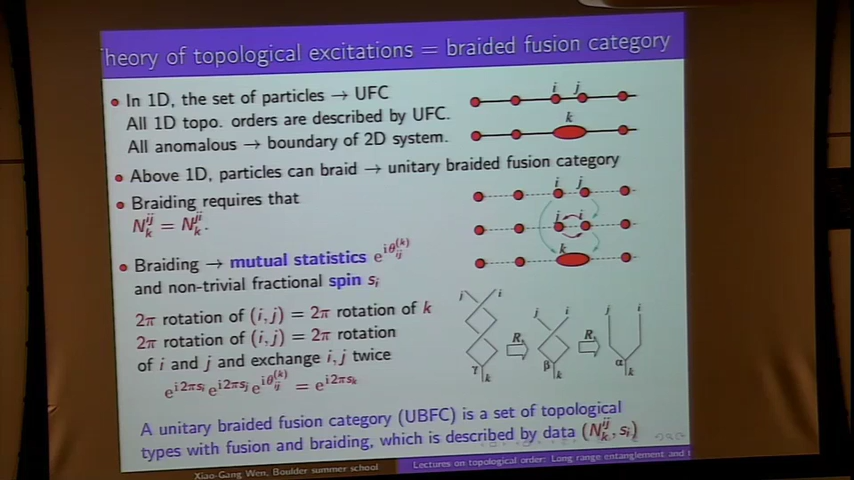 Theory of topological excitations = braided fusion category
• In 1D, the set of particles → UFC
All 1D topo. orders are described by UFC.
All anomalous → boundary of 2D system.
i j
k
• Above 1D, particles can braid → unitary braided fusion category
• Braiding requires that
N_k^{ij} = N_k^{ji}.
i j
j i
k
• Braiding → mutual statistics e^{iθ_{ij}^{(k)}}
and non-trivial fractional spin s_i
2π rotation of (i, j) = 2π rotation of k
2π rotation of (i, j) = 2π rotation
of i and j and exchange i, j twice
e^{i2πs_i} e^{i2πs_j} e^{iθ_{ij}^{(k)}} = e^{i2πs_k}
j i j i j i
R R
γ k β k α k
A unitary braided fusion category (UBFC) is a set of topological
types with fusion and braiding, which is described by data (N_k^{ij}, s_i)
Xiao-Gang Wen, Boulder summer school
Lectures on topological order: Long range entanglement and